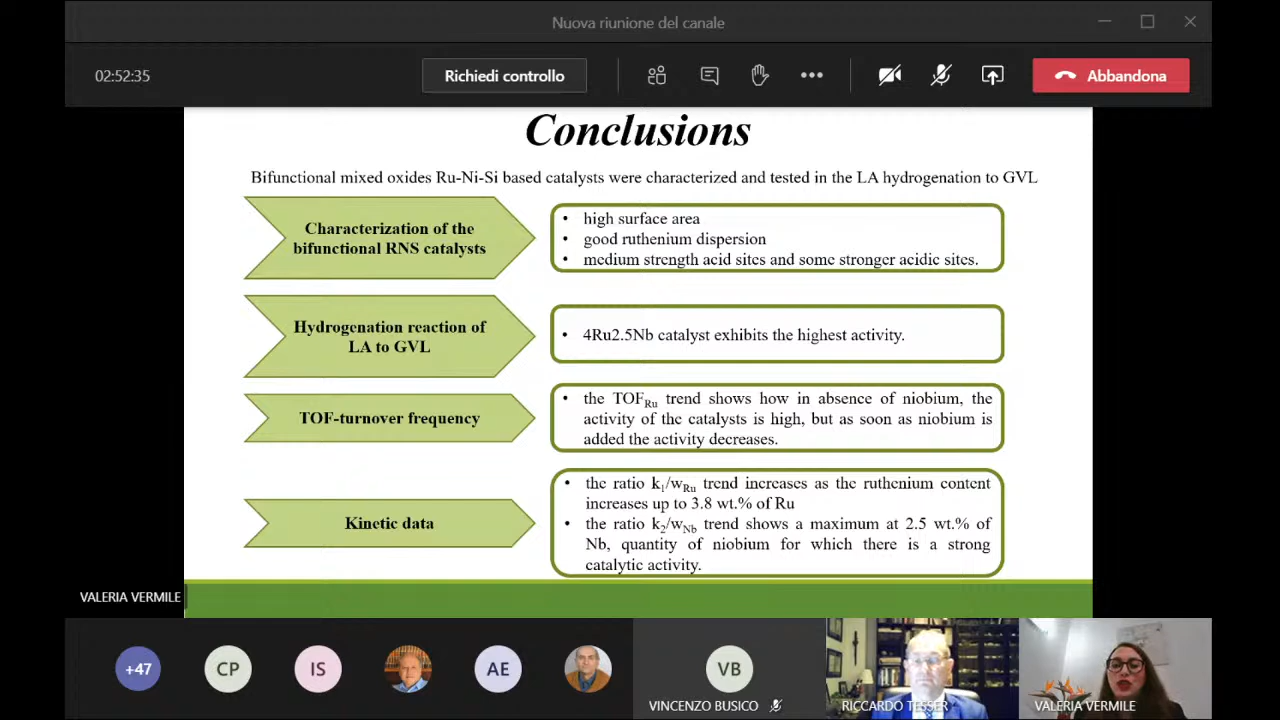 Nuova riunione del canale
02:52:35
Richiedi controllo
Abbandona
Conclusions
Bifunctional mixed oxides Ru-Ni-Si based catalysts were characterized and tested in the LA hydrogenation to GVL
Characterization of the
bifunctional RNS catalysts
• high surface area
• good ruthenium dispersion
• medium strength acid sites and some stronger acidic sites.
Hydrogenation reaction of
LA to GVL
• 4Ru2.5Nb catalyst exhibits the highest activity.
TOF-turnover frequency
• the TOFRu trend shows how in absence of niobium, the
activity of the catalysts is high, but as soon as niobium is
added the activity decreases.
Kinetic data
• the ratio k1/wRu trend increases as the ruthenium content
increases up to 3.8 wt.% of Ru
• the ratio k2/wNb trend shows a maximum at 2.5 wt.% of
Nb, quantity of niobium for which there is a strong
catalytic activity.
VALERIA VERMILE
+47
CP
IS
AE
VB
VINCENZO BUSICO
RICCARDO TESSER
VALERIA VERMILE